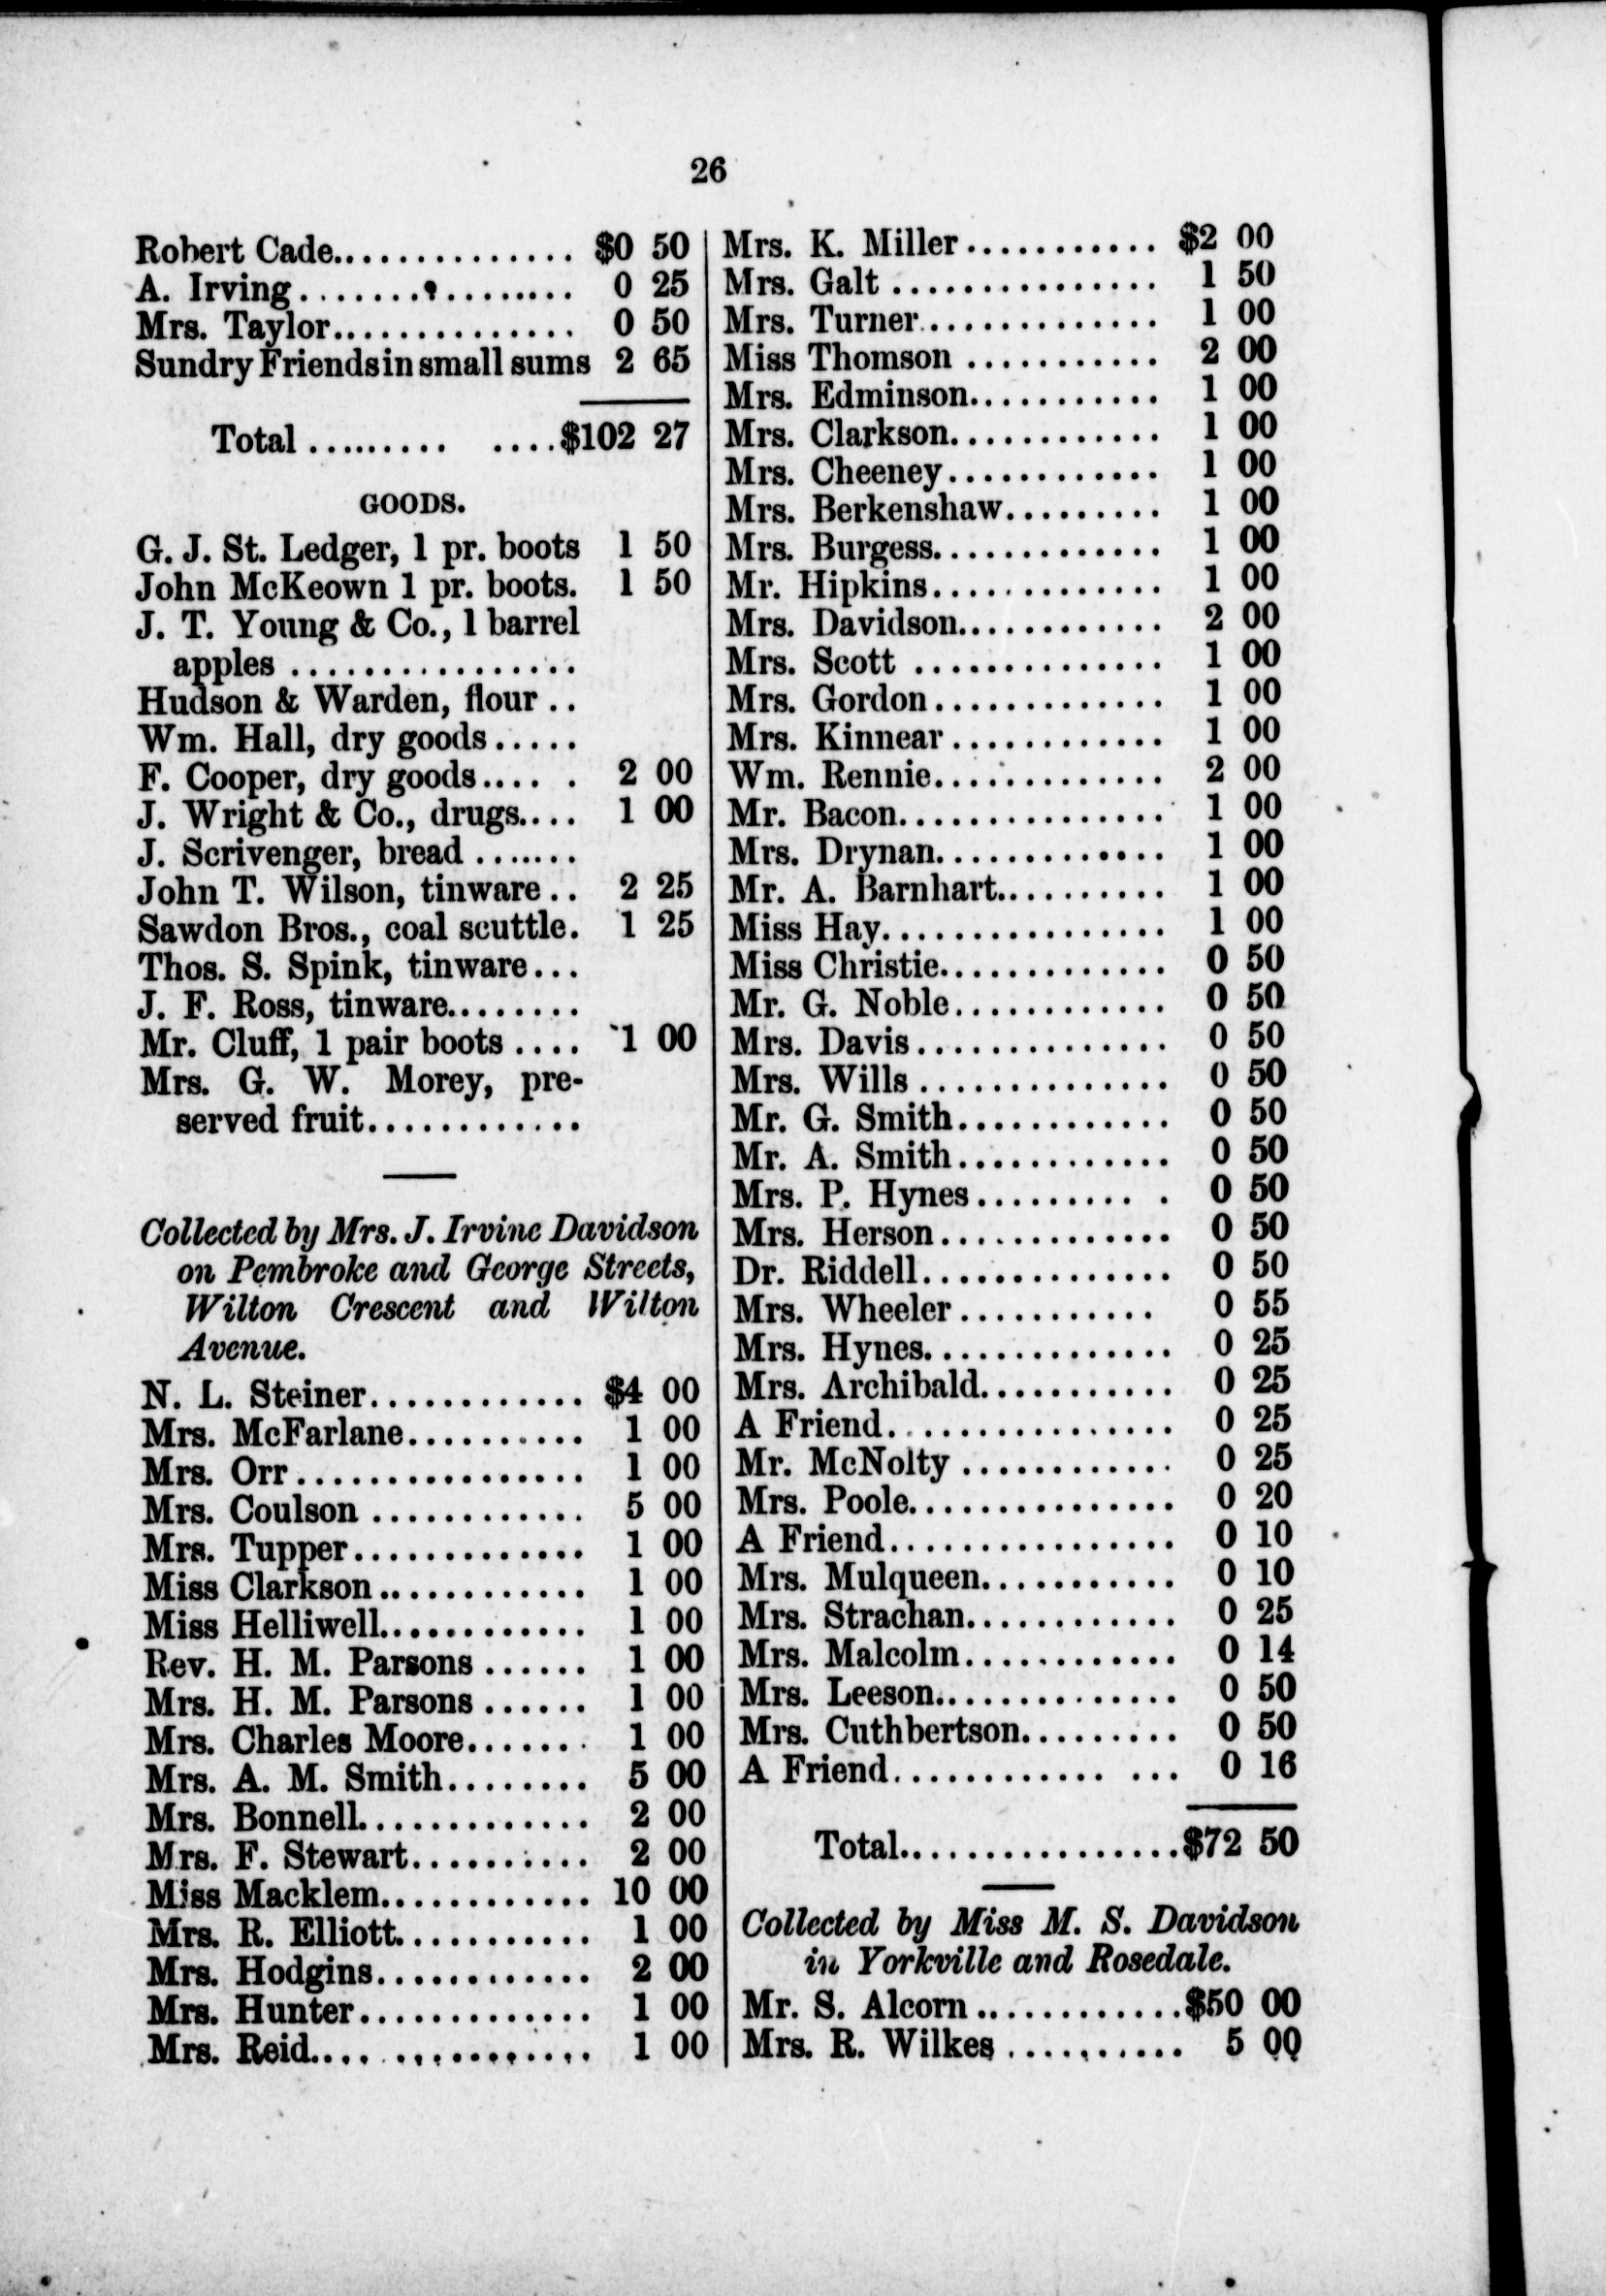 26
Robert Cade.............. $0 50
A. Irving................ 0 25
Mrs. Taylor.............. 0 50
Sundry Friends in small sums 2 65
Total ......... ....$102 27
GOODS.
G. J. St. Ledger, 1 pr. boots 1 50
John McKeown 1 pr. boots. 1 50
J. T. Young & Co., 1 barrel
apples ................
Hudson & Warden, flour ..
Wm. Hall, dry goods.....
F. Cooper, dry goods.... . 2 00
J. Wright & Co., drugs.... 1 00
J. Scrivenger, bread .......
John T. Wilson, tinware.. 2 25
Sawdon Bros., coal scuttle. 1 25
Thos. S. Spink, tinware...
J. F. Ross, tinware........
Mr. Cluff, 1 pair boots .... 1 00
Mrs. G. W. Morey, pre-
served fruit............
Collected by Mrs. J. Irvine Davidson
on Pembroke and George Streets,
Wilton Crescent and Wilton
Avenue.
N. L. Steiner............ $4 00
Mrs. McFarlane.......... 1 00
Mrs. Orr................ 1 00
Mrs. Coulson ............ 5 00
Mrs. Tupper............. 1 00
Miss Clarkson............ 1 00
Miss Helliwell............ 1 00
Rev. H. M. Parsons ...... 1 00
Mrs. H. M. Parsons ...... 1 00
Mrs. Charles Moore....... 1 00
Mrs. A. M. Smith........ 5 00
Mrs. Bonnell............. 2 00
Mrs. F. Stewart.......... 2 00
Miss Macklem............ 10 00
Mrs. R. Elliott........... 1 00
Mrs. Hodgins............ 2 00
Mrs. Hunter............. 1 00
Mrs. Reid.... ........... 1 00
Mrs. K. Miller........... $2 00
Mrs. Galt ............... 1 50
Mrs. Turner.............. 1 00
Miss Thomson ........... 2 00
Mrs. Edminson........... 1 00
Mrs. Clarkson............ 1 00
Mrs. Cheeney............ 1 00
Mrs. Berkenshaw......... 1 00
Mrs. Burgess............. 1 00
Mr. Hipkins............. 1 00
Mrs. Davidson............ 2 00
Mrs. Scott .............. 1 00
Mrs. Gordon............. 1 00
Mrs. Kinnear............ 1 00
Wm. Rennie............. 2 00
Mr. Bacon............... 1 00
Mrs. Drynan............. 1 00
Mr. A. Barnhart.......... 1 00
Miss Hay................ 1 00
Miss Christie............. 0 50
Mr. G. Noble............ 0 50
Mrs. Davis.............. 0 50
Mrs. Wills .............. 0 50
Mr. G. Smith............ 0 50
Mr. A. Smith............ 0 50
Mrs. P. Hynes......... . 0 50
Mrs. Herson............. 0 50
Dr. Riddell.............. 0 50
Mrs. Wheeler........... 0 55
Mrs. Hynes.............. 0 25
Mrs. Archibald........... 0 25
A Friend................ 0 25
Mr. McNolty ............ 0 25
Mrs. Poole............... 0 20
A Friend................ 0 10
Mrs. Mulqueen........... 0 10
Mrs. Strachan............ 0 25
Mrs. Malcolm............ 0 14
Mrs. Leeson.............. 0 50
Mrs. Cuthbertson......... 0 50
A Friend............ ... 0 16
Total................$72 50
Collected by Miss M. S. Davidson
in Yorkville and Rosedale.
Mr. S. Alcorn............$50 00
Mrs. R. Wilkes.......... 5 00